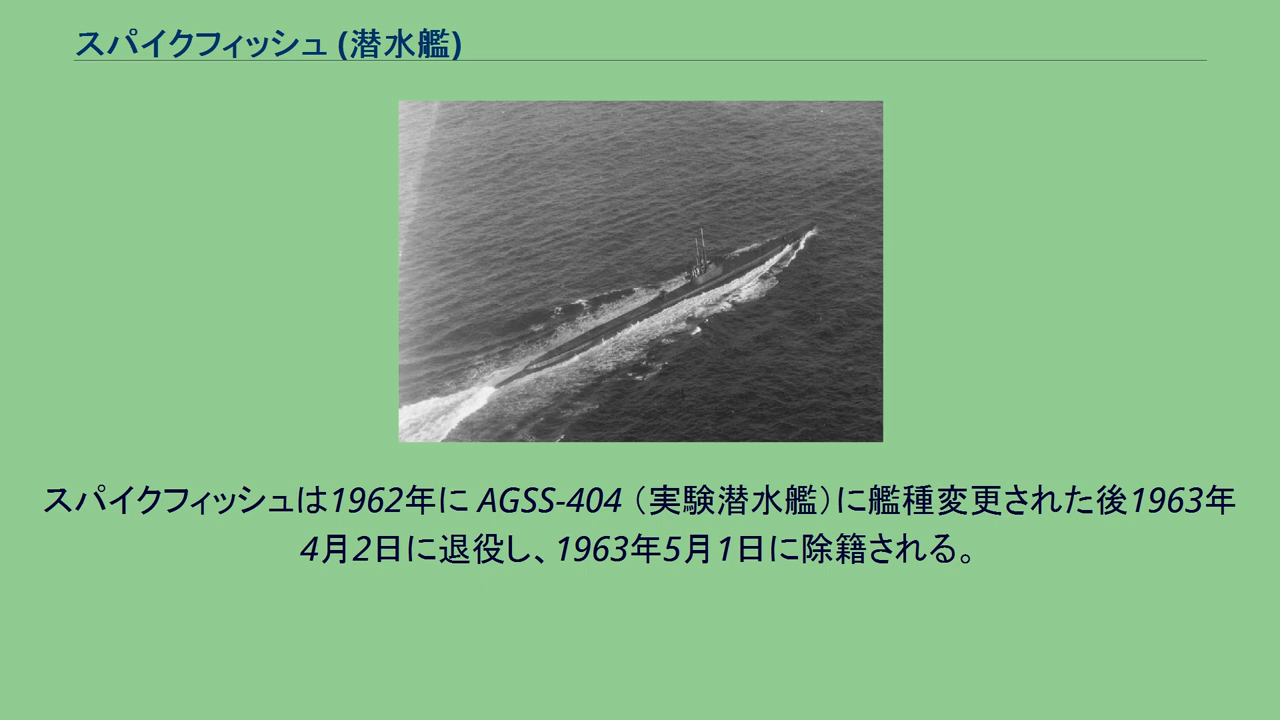 スパイクフィッシュ (潜水艦)
スパイクフィッシュは1962年に AGSS-404 （実験潜水艦）に艦種変更された後1963年
4月2日に退役し、1963年5月1日に除籍される。